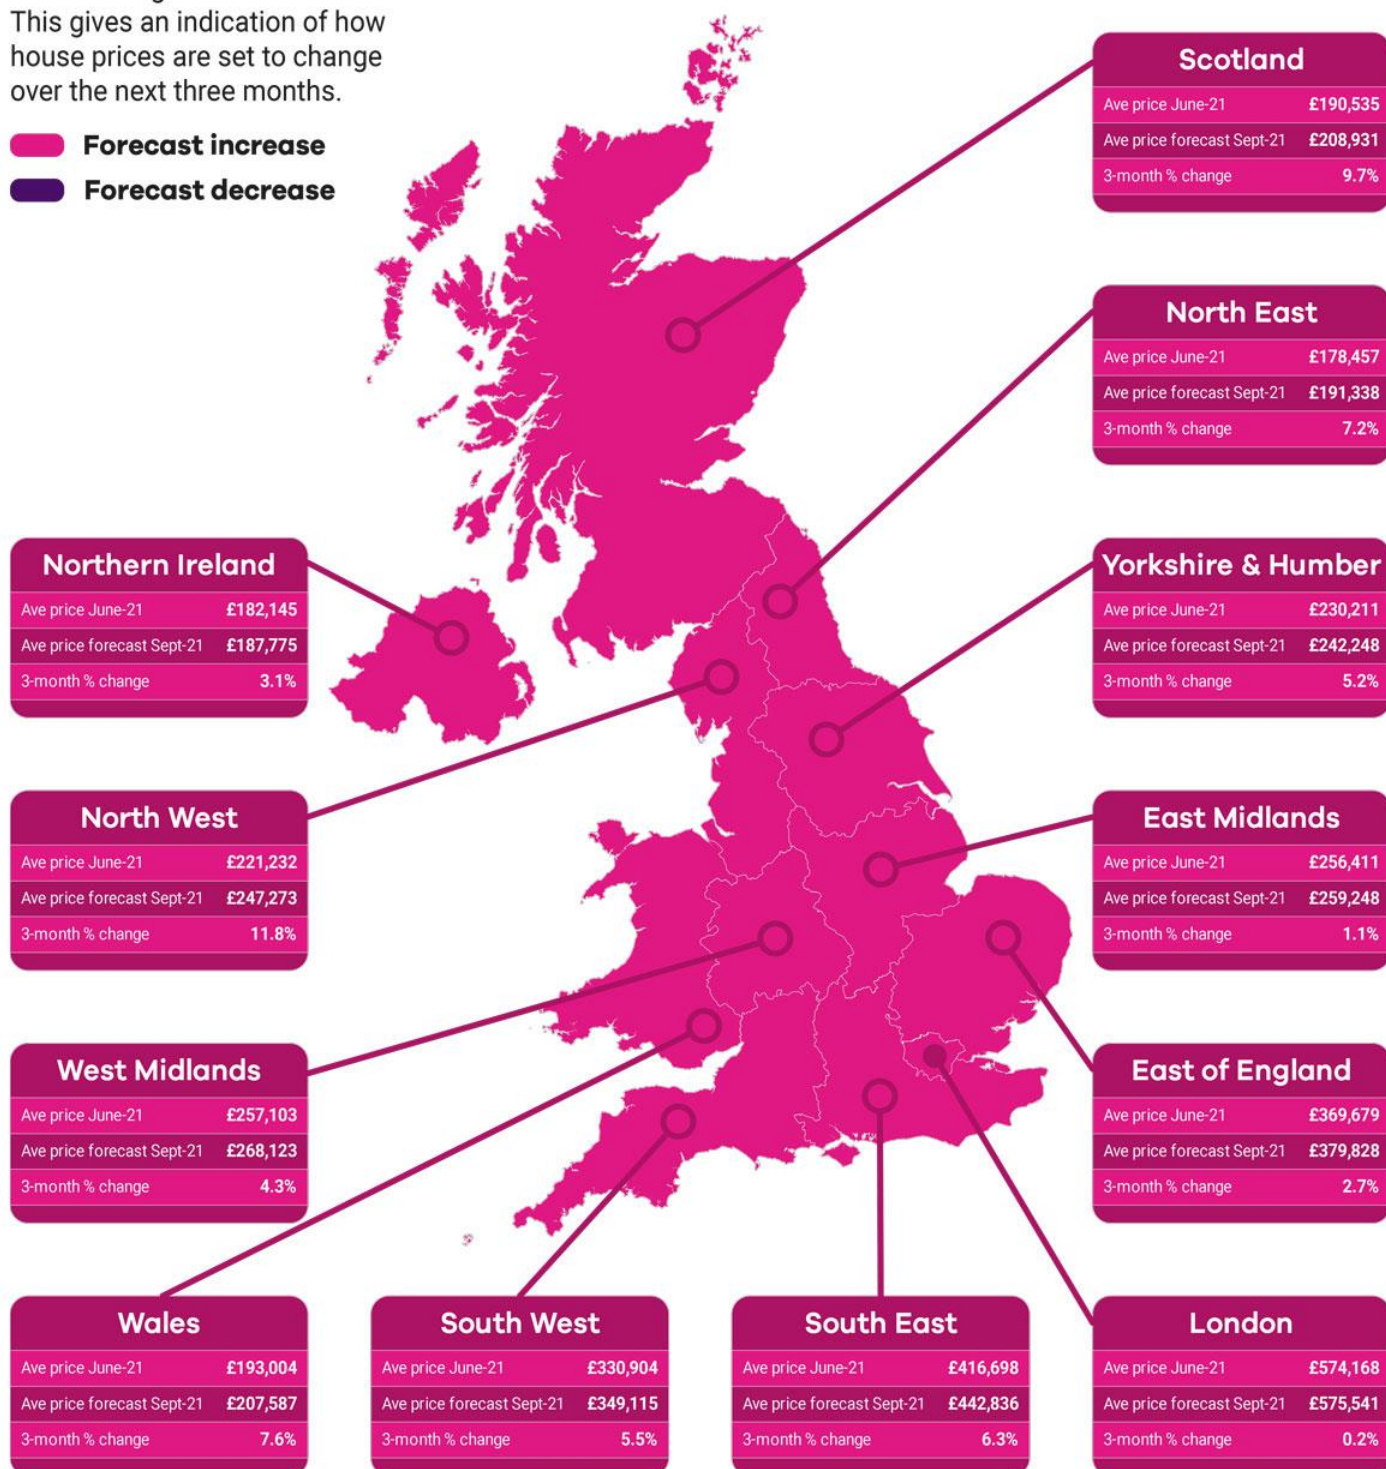 This gives an indication of how
house prices are set to change
over the next three months.
Forecast increase
Forecast decrease
Scotland
Ave price June-21 £190,535
Ave price forecast Sept-21 £208,931
3-month % change 9.7%
North East
Ave price June-21 £178,457
Ave price forecast Sept-21 £191,338
3-month % change 7.2%
Northern Ireland
Ave price June-21 £182,145
Ave price forecast Sept-21 £187,775
3-month % change 3.1%
Yorkshire & Humber
Ave price June-21 £230,211
Ave price forecast Sept-21 £242,248
3-month % change 5.2%
North West
Ave price June-21 £221,232
Ave price forecast Sept-21 £247,273
3-month % change 11.8%
East Midlands
Ave price June-21 £256,411
Ave price forecast Sept-21 £259,248
3-month % change 1.1%
West Midlands
Ave price June-21 £257,103
Ave price forecast Sept-21 £268,123
3-month % change 4.3%
East of England
Ave price June-21 £369,679
Ave price forecast Sept-21 £379,828
3-month % change 2.7%
Wales
Ave price June-21 £193,004
Ave price forecast Sept-21 £207,587
3-month % change 7.6%
South West
Ave price June-21 £330,904
Ave price forecast Sept-21 £349,115
3-month % change 5.5%
South East
Ave price June-21 £416,698
Ave price forecast Sept-21 £442,836
3-month % change 6.3%
London
Ave price June-21 £574,168
Ave price forecast Sept-21 £575,541
3-month % change 0.2%